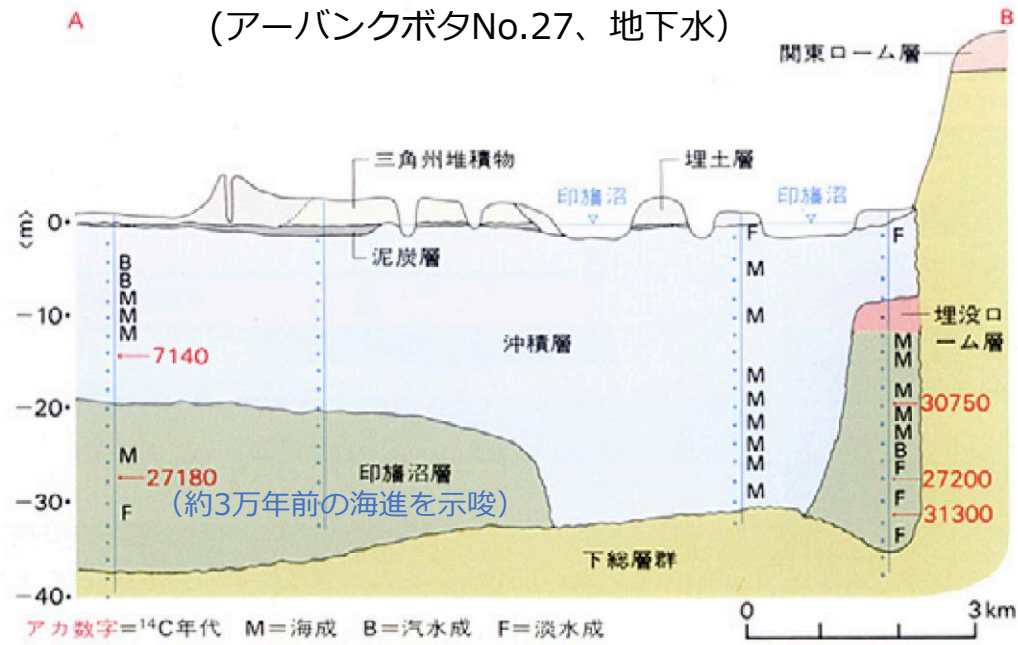 A
(アーバンクボタNo.27、地下水)
B
関東ローム層
三角州堆積物
埋土層
印旛沼
印旛沼
〈m〉
0
F
F
泥炭層
B
B
M
M
M
M
M
-10
埋没ロ
ーム層
沖積層
7140
M
M
-20
M
M
M
M
M
M
30750
M
M
B
F
M
27180
印旛沼層
27200
F
-30
(約3万年前の海進を示唆)
F
31300
F
下総層群
-40
アカ数字=¹⁴C年代 M=海成 B=汽水成 F=淡水成
0
3km